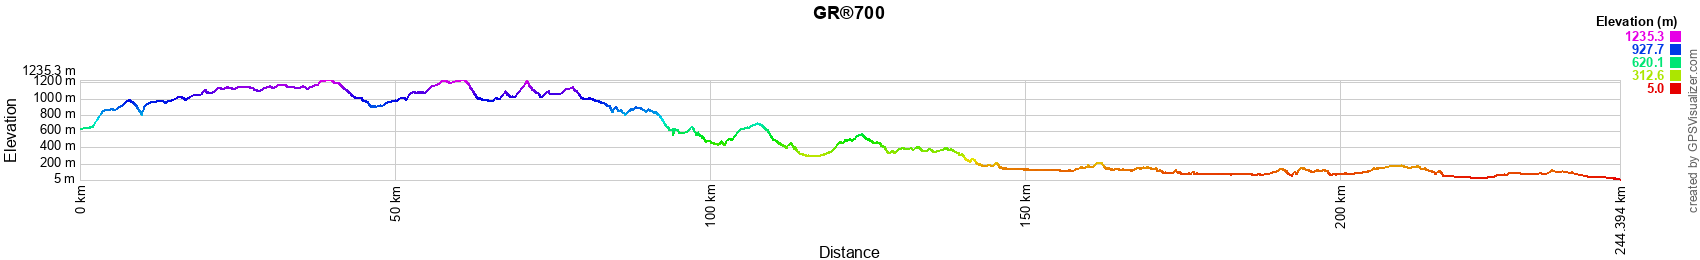 GR®700
Elevation (m)
1235.3
927.7
620.1
312.6
5.0
1235.3 m
1200 m
1000 m
800 m
600 m
400 m
200 m
5 m
Elevation
0 km
50 km
100 km
150 km
200 km
244.394 km
Distance
created by GPSVisualizer.com